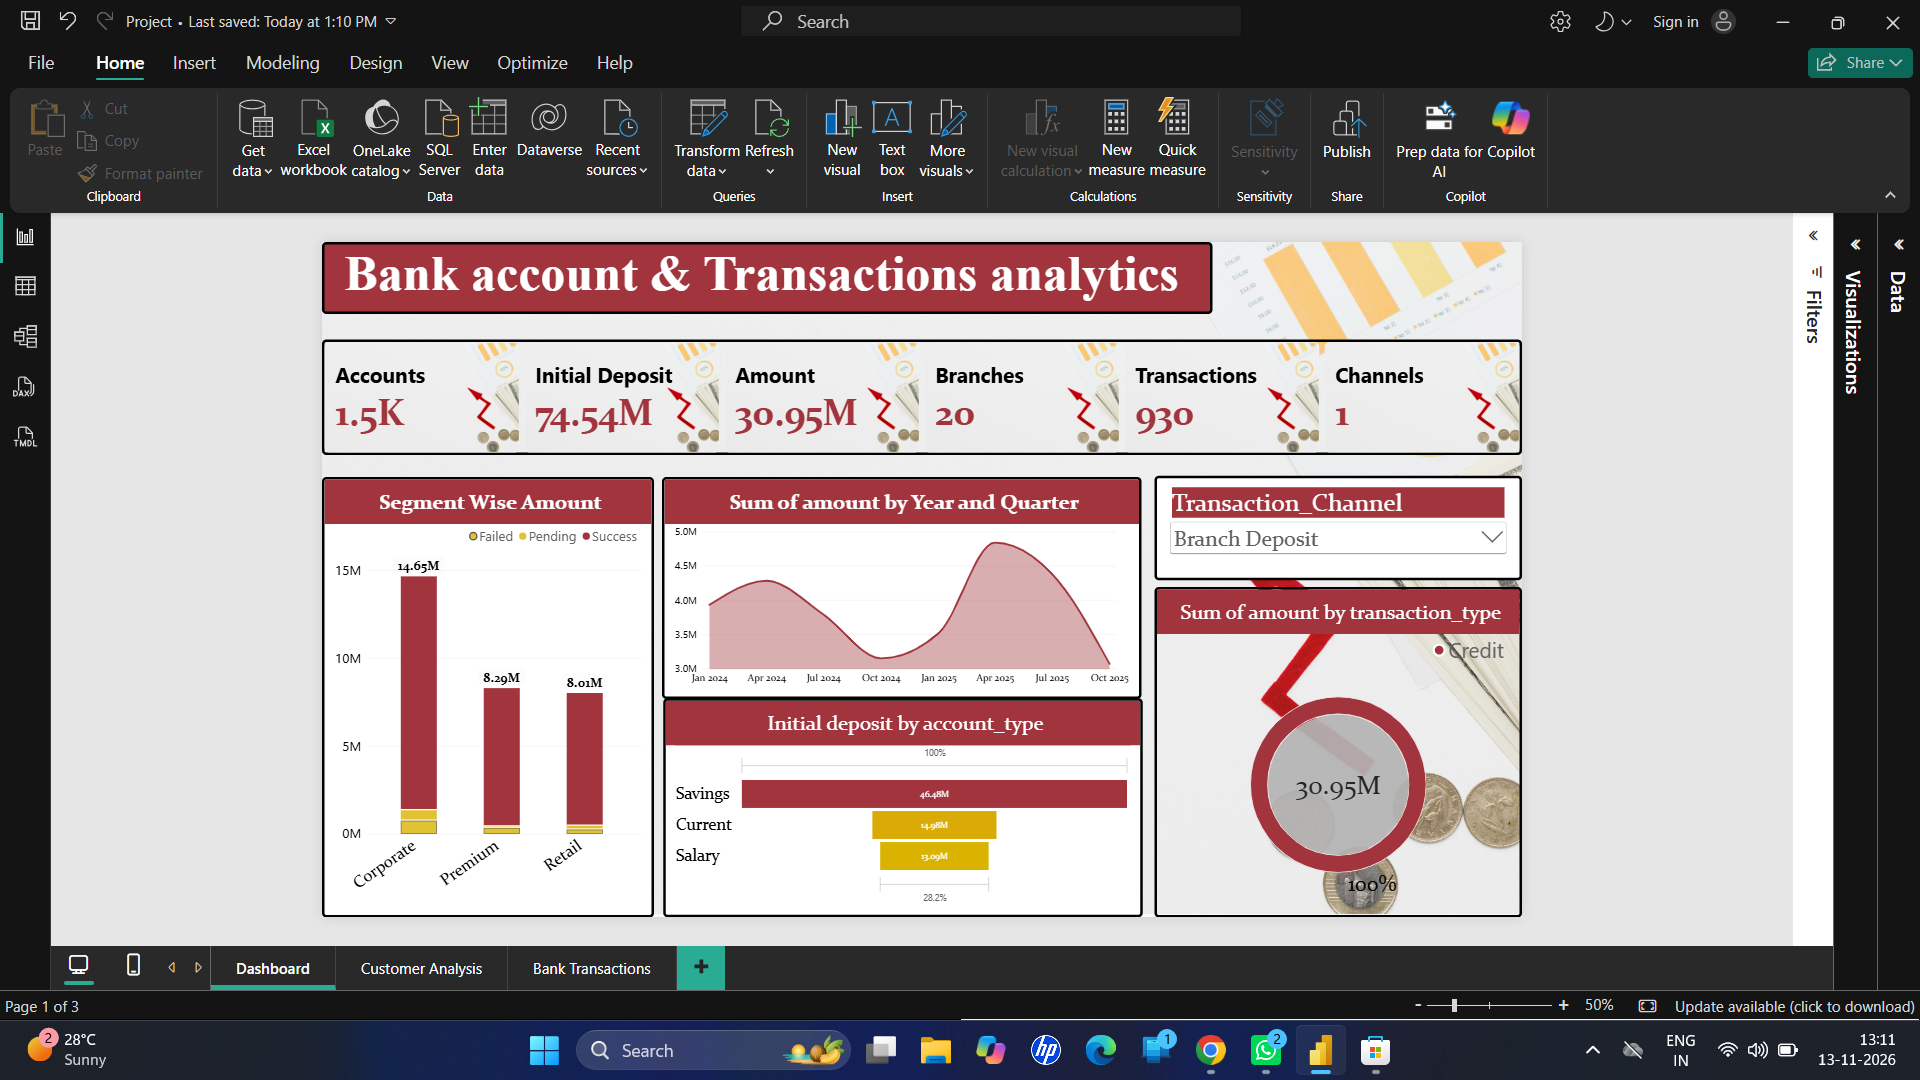 Project • Last saved: Today at 1:10 PM
Search
Sign in
File Home Insert Modeling Design View Optimize Help
Share
Paste
Cut
Copy
Format painter
Clipboard
Get data
Excel workbook
OneLake catalog
SQL Server
Enter data
Dataverse
Recent sources
Data
Transform data
Refresh
Queries
New visual
Text box
More visuals
Insert
New visual calculation
New measure
Quick measure
Calculations
Sensitivity
Sensitivity
Publish
Share
Prep data for AI
Copilot
Copilot
DAX
TMDL
Bank account & Transactions analytics
Accounts
1.5K
Initial Deposit
74.54M
Amount
30.95M
Branches
20
Transactions
930
Channels
1
Segment Wise Amount
Failed Pending Success
15M
10M
5M
0M
14.65M
8.29M
8.01M
Corporate
Premium
Retail
Sum of amount by Year and Quarter
5.0M
4.5M
4.0M
3.5M
3.0M
Jan 2024 Apr 2024 Jul 2024 Oct 2024 Jan 2025 Apr 2025 Jul 2025 Oct 2025
Initial deposit by account_type
100%
Savings 46.48M
Current 14.98M
Salary 13.09M
28.2%
Transaction_Channel
Branch Deposit
Sum of amount by transaction_type
Credit
30.95M
100%
Filters
Visualizations
Data
Dashboard
Customer Analysis
Bank Transactions
+
Page 1 of 3
- + 50%
Update available (click to download)
2
28°C
Sunny
Search
hp
1
2
ENG
IN
13:11
13-11-2026